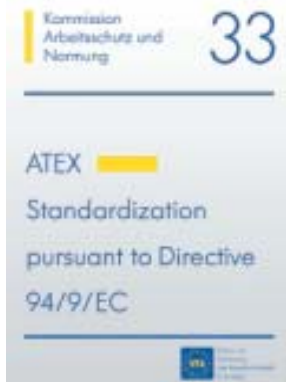 Kommission
Arbeitsschutz und
Normung
33
ATEX
Standardization
pursuant to Directive
94/9/EC